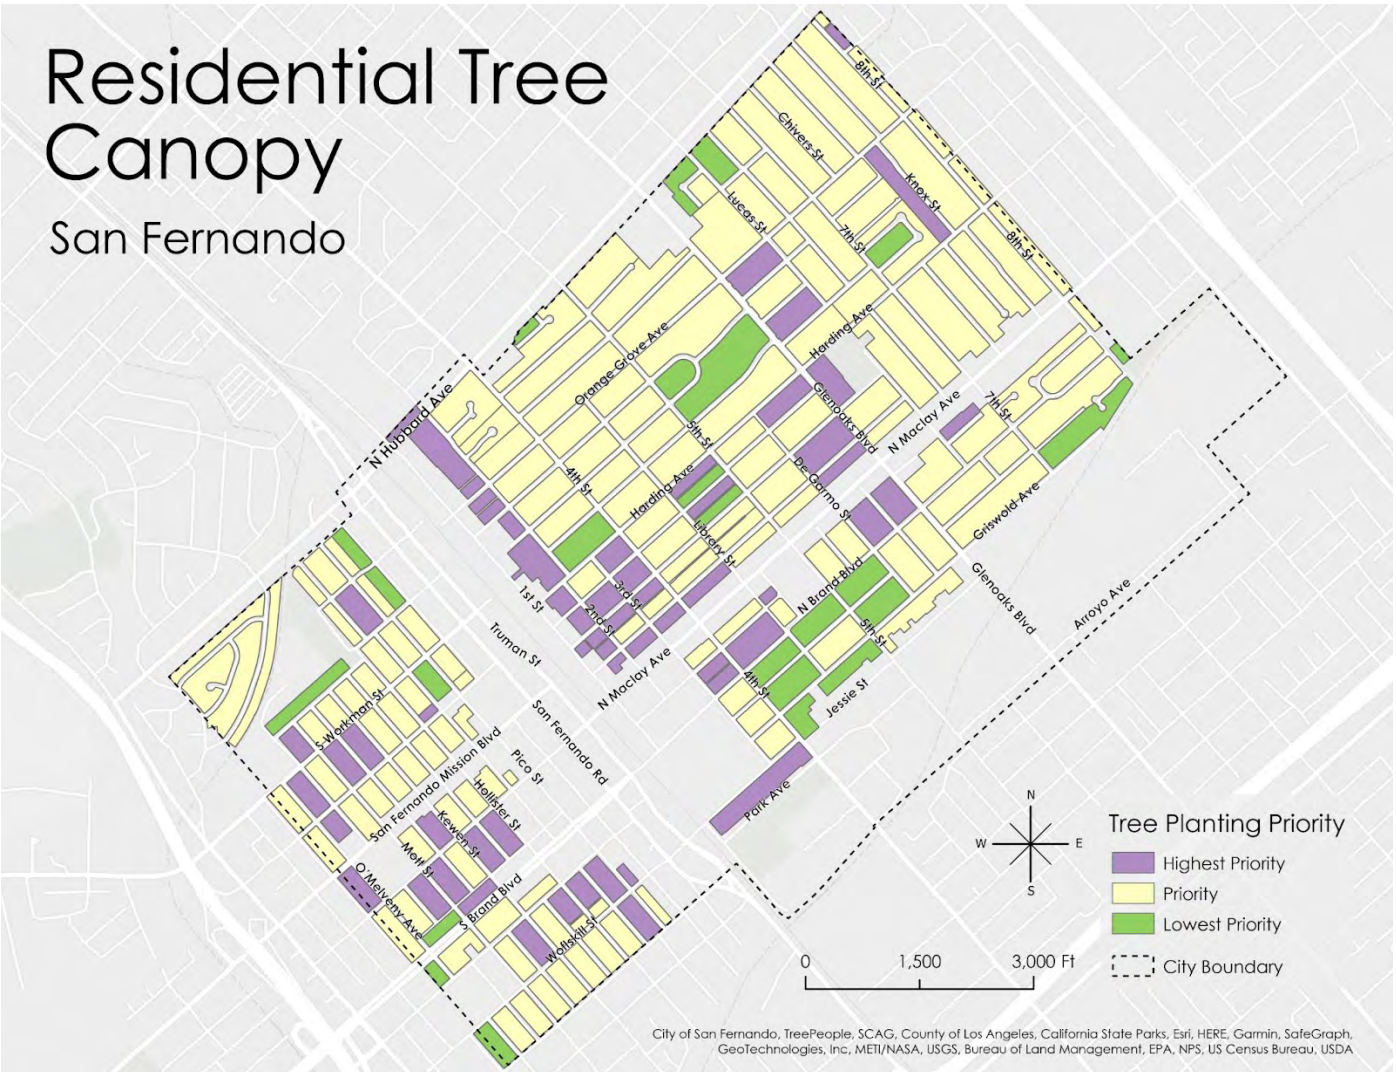 Residential Tree
Canopy
San Fernando
8th St
Chivers St
Knox St
Lucas St
7th St
8th St
Harding Ave
Orange Grove Ave
Glenoaks Blvd
N Maclay Ave
7th St
N Hubbard Ave
5th St
De Garmo St
4th St
Harding Ave
Library St
Griswold Ave
Glenoaks Blvd
Arroyo Ave
N Brand Blvd
5th St
3rd St
1st St
2nd St
Truman St
N Maclay Ave
4th St
Jessie St
San Fernando Rd
S Workman St
San Fernando Mission Blvd
Pico St
Hollister St
Park Ave
Kewen St
Mott St
O'Melveny Ave
S Brand Blvd
Wolfskill St
N
W
E
S
Tree Planting Priority
Highest Priority
Priority
Lowest Priority
City Boundary
0 1,500 3,000 Ft
City of San Fernando, TreePeople, SCAG, County of Los Angeles, California State Parks, Esri, HERE, Garmin, SafeGraph,
GeoTechnologies, Inc, METI/NASA, USGS, Bureau of Land Management, EPA, NPS, US Census Bureau, USDA